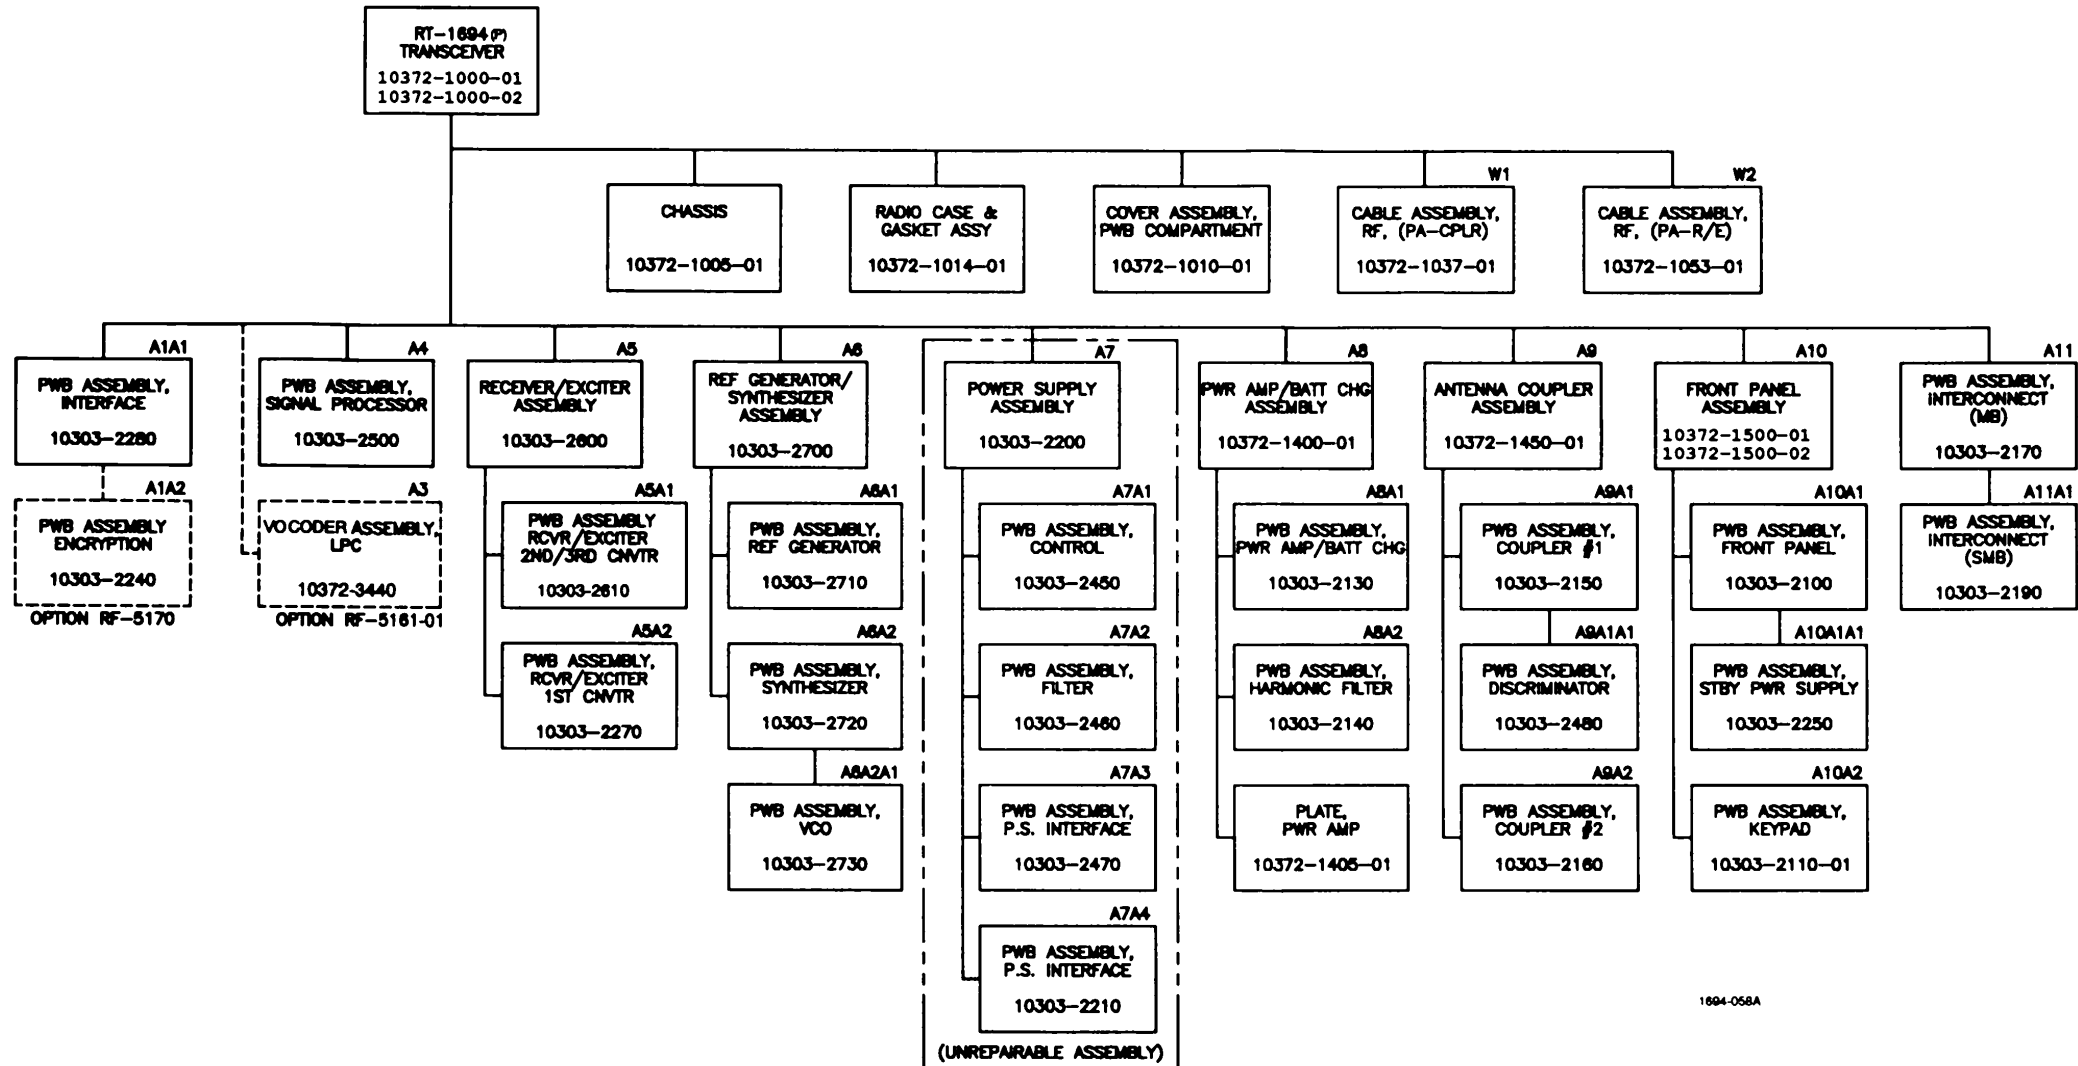 RT-1694(P)
TRANSCEIVER
10372-1000-01
10372-1000-02
CHASSIS
10372-1005-01
RADIO CASE &
GASKET ASSY
10372-1014-01
COVER ASSEMBLY,
PWB COMPARTMENT
10372-1010-01
W1
CABLE ASSEMBLY,
RF, (PA-CPLR)
10372-1037-01
W2
CABLE ASSEMBLY,
RF, (PA-R/E)
10372-1053-01
A1A1
PWB ASSEMBLY,
INTERFACE
10303-2280
A1A2
PWB ASSEMBLY
ENCRYPTION
10303-2240
OPTION RF-5170
A4
PWB ASSEMBLY,
SIGNAL PROCESSOR
10303-2500
A3
VOCODER ASSEMBLY,
LPC
10372-3440
OPTION RF-5161-01
A5
RECEIVER/EXCITER
ASSEMBLY
10303-2600
A5A1
PWB ASSEMBLY
RCVR/EXCITER
2ND/3RD CNVTR
10303-2610
A5A2
PWB ASSEMBLY,
RCVR/EXCITER
1ST CNVTR
10303-2270
A6
REF GENERATOR/
SYNTHESIZER
ASSEMBLY
10303-2700
A6A1
PWB ASSEMBLY,
REF GENERATOR
10303-2710
A6A2
PWB ASSEMBLY,
SYNTHESIZER
10303-2720
A6A2A1
PWB ASSEMBLY,
VCO
10303-2730
A7
POWER SUPPLY
ASSEMBLY
10303-2200
A7A1
PWB ASSEMBLY,
CONTROL
10303-2450
A7A2
PWB ASSEMBLY,
FILTER
10303-2460
A7A3
PWB ASSEMBLY,
P.S. INTERFACE
10303-2470
A7A4
PWB ASSEMBLY,
P.S. INTERFACE
10303-2210
(UNREPAIRABLE ASSEMBLY)
A8
PWR AMP/BATT CHG
ASSEMBLY
10372-1400-01
A8A1
PWB ASSEMBLY,
PWR AMP/BATT CHG
10303-2130
A8A2
PWB ASSEMBLY,
HARMONIC FILTER
10303-2140
PLATE,
PWR AMP
10372-1405-01
A9
ANTENNA COUPLER
ASSEMBLY
10372-1450-01
A9A1
PWB ASSEMBLY,
COUPLER #1
10303-2150
A9A1A1
PWB ASSEMBLY,
DISCRIMINATOR
10303-2480
A9A2
PWB ASSEMBLY,
COUPLER #2
10303-2160
A10
FRONT PANEL
ASSEMBLY
10372-1500-01
10372-1500-02
A10A1
PWB ASSEMBLY,
FRONT PANEL
10303-2100
A10A1A1
PWB ASSEMBLY,
STBY PWR SUPPLY
10303-2250
A10A2
PWB ASSEMBLY,
KEYPAD
10303-2110-01
A11
PWB ASSEMBLY,
INTERCONNECT
(MB)
10303-2170
A11A1
PWB ASSEMBLY,
INTERCONNECT
(SMB)
10303-2190
1694-058A